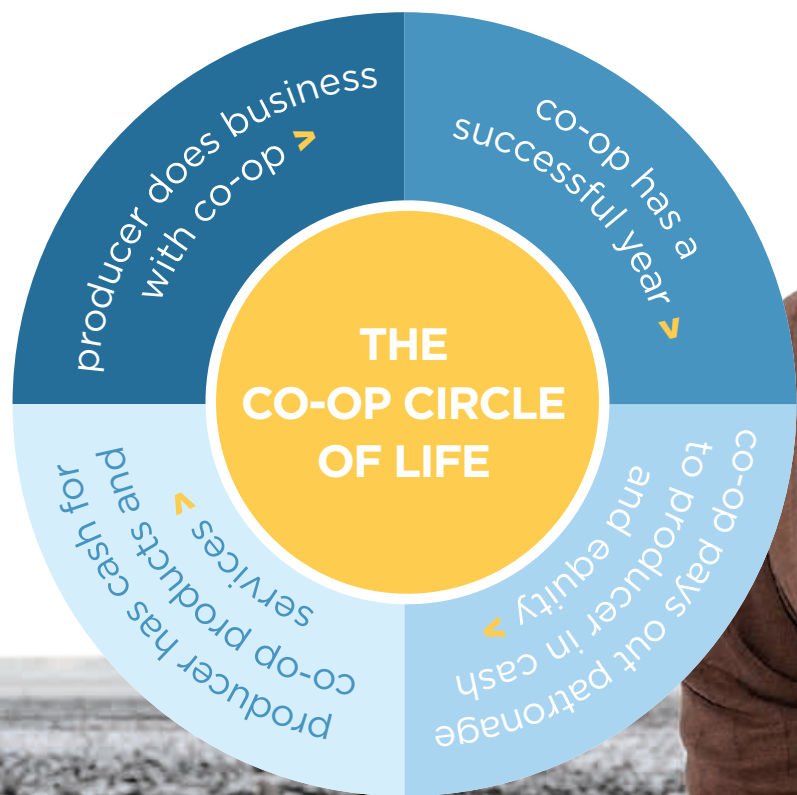 THE
CO-OP CIRCLE
OF LIFE
producer does business
with co-op >
co-op has a
successful year >
co-op pays out patronage
to producer in cash
and equity >
producer has cash for
co-op products and
services >